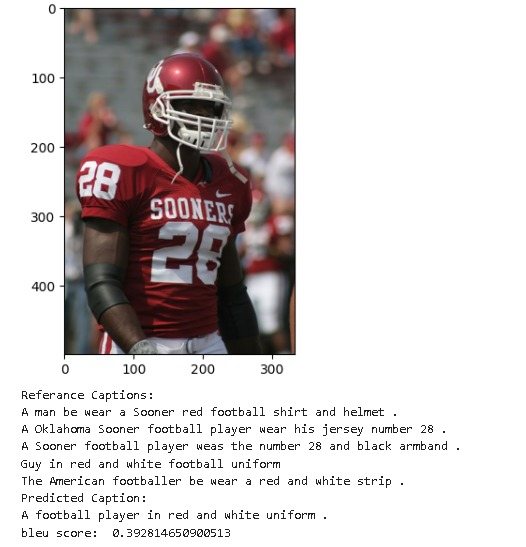 0
100
200
300
400
28
SOONERS
28
0 100 200 300
Referance Captions:
A man be wear a Sooner red football shirt and helmet .
A Oklahoma Sooner football player wear his jersey number 28 .
A Sooner football player weas the number 28 and black armband .
Guy in red and white football uniform
The American footballer be wear a red and white strip .
Predicted Caption:
A football player in red and white uniform .
bleu score: 0.392814650900513